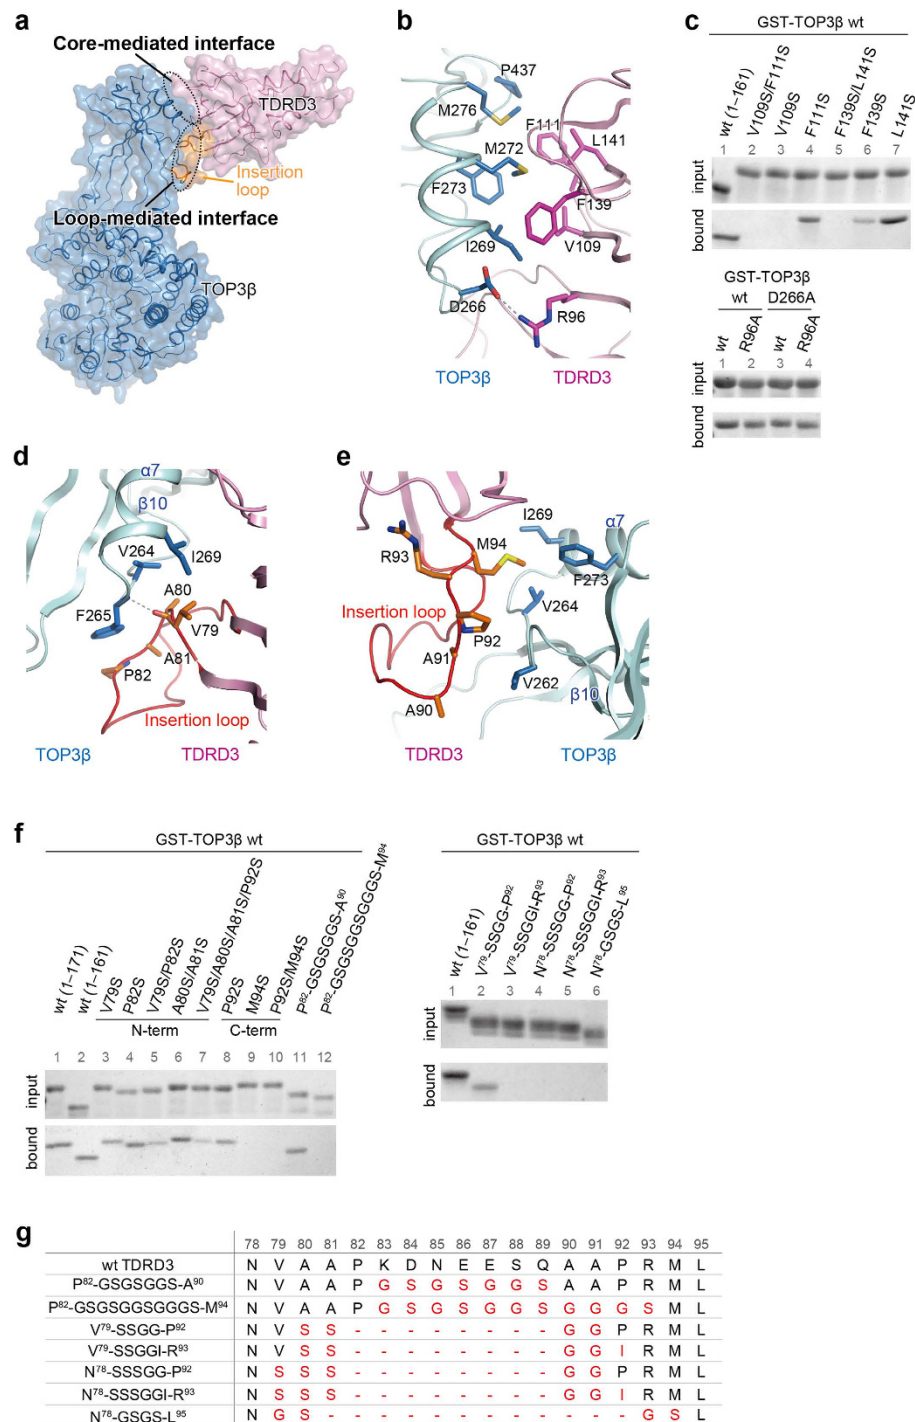 a
Core-mediated interface
TDRD3
Insertion
loop
Loop-mediated interface
TOP3β
b
P437
M276
F111
L141
M272
F273
F139
I269
V109
D266
R96
TOP3β
TDRD3
c
GST-TOP3β wt
wt (1–161)
V109S/F111S
V109S
F111S
F139S/L141S
F139S
L141S
1 2 3 4 5 6 7
input
bound
GST-TOP3β
wt D266A
wt R96A wt R96A
1 2 3 4
input
bound
d
α7
β10
V264
I269
A80
F265
V79
A81
P82
Insertion loop
TOP3β
TDRD3
e
I269
α7
R93
M94
F273
Insertion loop
V264
P92
A91
V262
A90
β10
TDRD3
TOP3β
f
GST-TOP3β wt
wt (1–171)
wt (1–161)
V79S
P82S
V79S/P82S
A80S/A81S
V79S/A80S/A81S/P92S
P92S
M94S
P92S/M94S
P82-GSGSGGS-A90
P82-GSGSGGSGGGS-M94
N-term C-term
1 2 3 4 5 6 7 8 9 10 11 12
input
bound
GST-TOP3β wt
wt (1–161)
V79-SSGG-P92
V79-SSGGI-R93
N78-SSSGG-P92
N78-SSSGGI-R93
N78-GSGS-L95
1 2 3 4 5 6
input
bound
g
78 79 80 81 82 83 84 85 86 87 88 89 90 91 92 93 94 95
wt TDRD3 N V A A P K D N E E S Q A A P R M L
P82-GSGSGGS-A90 N V A A P G S G S G G S A A P R M L
P82-GSGSGGSGGGS-M94 N V A A P G S G S G G S G G G S M L
V79-SSGG-P92 N V S S - - - - - - - - G G P R M L
V79-SSGGI-R93 N V S S - - - - - - - - G G I R M L
N78-SSSGG-P92 N S S S - - - - - - - - G G P R M L
N78-SSSGGI-R93 N S S S - - - - - - - - G G I R M L
N78-GSGS-L95 N G S - - - - - - - - - - - - G S L